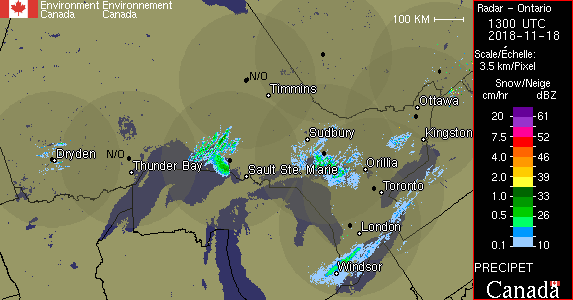 Environment Environnement
Canada Canada
100 KM
Radar - Ontario
1300 UTC
2018-11-18
Scale/Échelle:
3.5 km/Pixel
Snow/Neige
cm/hr dBZ
20 61
7.5 52
4.0 46
2.0 39
1.0 33
0.5 26
0.1 10
PRECIPET
Canada
N/O
Timmins
Ottawa
Sudbury
Kingston
Dryden
N/O
Thunder Bay
Sault Ste. Marie
Orillia
Toronto
London
Windsor